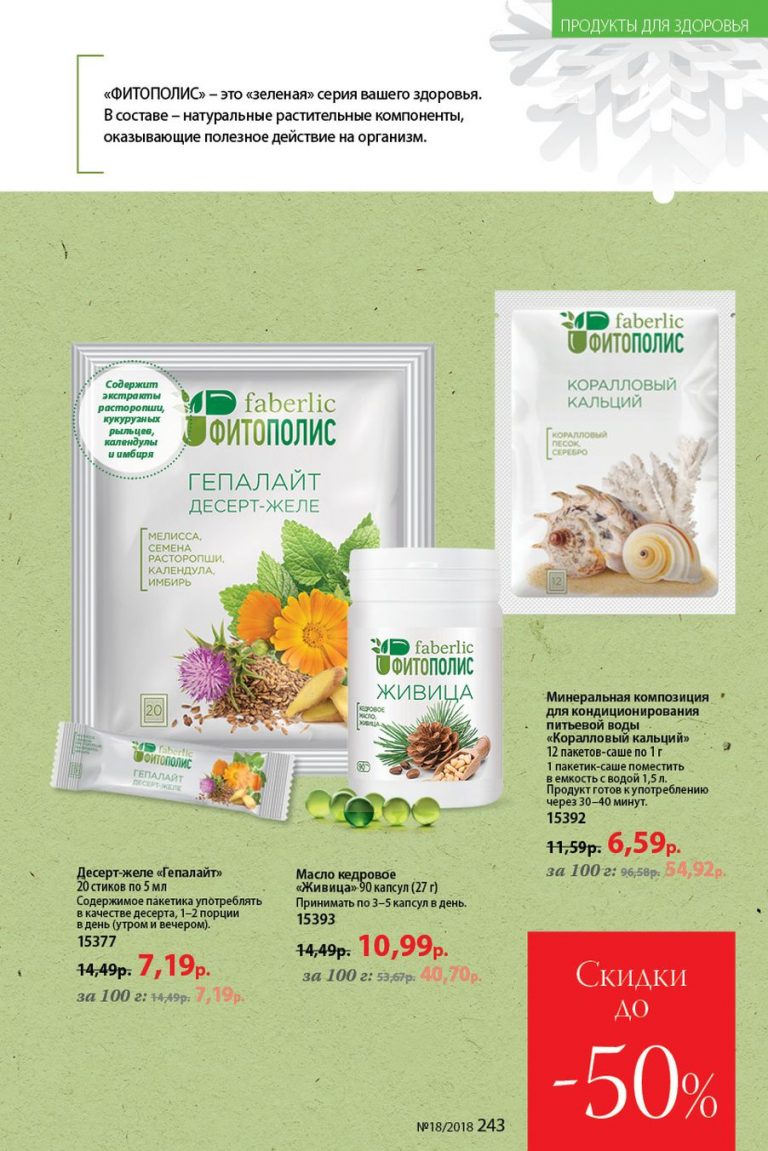 ПРОДУКТЫ ДЛЯ ЗДОРОВЬЯ
«ФИТОПОЛИС» – это «зеленая» серия вашего здоровья.
В составе – натуральные растительные компоненты,
оказывающие полезное действие на организм.
Содержит
экстракты
расторопши,
кукурузных
рыльцев,
календулы
и имбиря
faberlic
ФИТОПОЛИС
ГЕПАЛАЙТ
ДЕСЕРТ-ЖЕЛЕ
МЕЛИССА,
СЕМЕНА
РАСТОРОПШИ,
КАЛЕНДУЛА,
ИМБИРЬ
20
faberlic
ФИТОПОЛИС
КОРАЛЛОВЫЙ
КАЛЬЦИЙ
КОРАЛЛОВЫЙ
ПЕСОК,
СЕРЕБРО
12
faberlic
ФИТОПОЛИС
ЖИВИЦА
КЕДРОВОЕ
МАСЛО,
ЖИВИЦА
90
faberlic
ФИТОПОЛИС
ГЕПАЛАЙТ
ДЕСЕРТ-ЖЕЛЕ
Минеральная композиция
для кондиционирования
питьевой воды
«Коралловый кальций»
12 пакетов-саше по 1 г
1 пакетик-саше поместить
в емкость с водой 1,5 л.
Продукт готов к употреблению
через 30–40 минут.
15392
11,59р. 6,59р.
за 100 г: 96,58р. 54,92р.
Десерт-желе «Гепалайт»
20 стиков по 5 мл
Содержимое пакетика употреблять
в качестве десерта, 1–2 порции
в день (утром и вечером).
15377
14,49р. 7,19р.
за 100 г: 14,49р. 7,19р.
Масло кедровое
«Живица» 90 капсул (27 г)
Принимать по 3–5 капсул в день.
15393
14,49р. 10,99р.
за 100 г: 53,67р. 40,70р.
Скидки
до
-50%
№18/2018 243